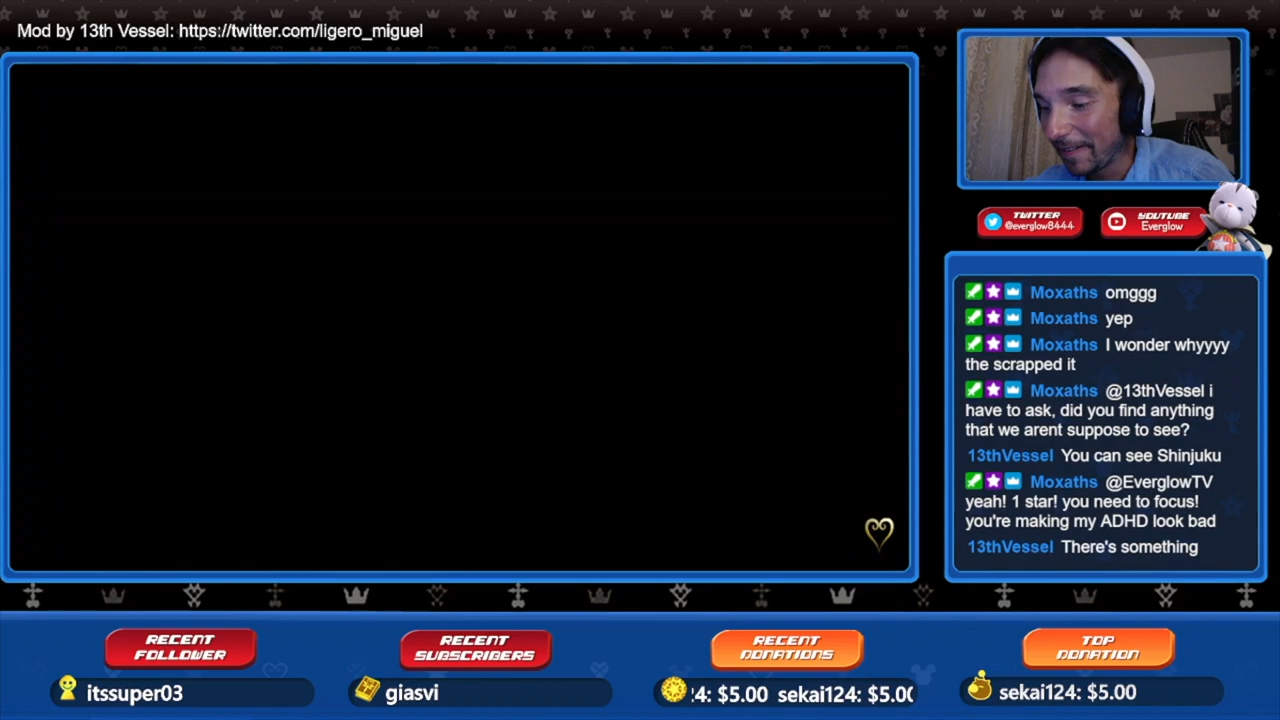 Mod by 13th Vessel: https://twitter.com/ligero_miguel
TWITTER
@everglow8444
YOUTUBE
Everglow
Moxaths omggg
Moxaths yep
Moxaths I wonder whyyyy
the scrapped it
Moxaths @13thVessel i
have to ask, did you find anything
that we arent suppose to see?
13thVessel You can see Shinjuku
Moxaths @EverglowTV
yeah! 1 star! you need to focus!
you're making my ADHD look bad
13thVessel There's something
RECENT
FOLLOWER
itssuper03
RECENT
SUBSCRIBERS
giasvi
RECENT
DONATIONS
24: $5.00 sekai124: $5.00
TOP
DONATION
sekai124: $5.00